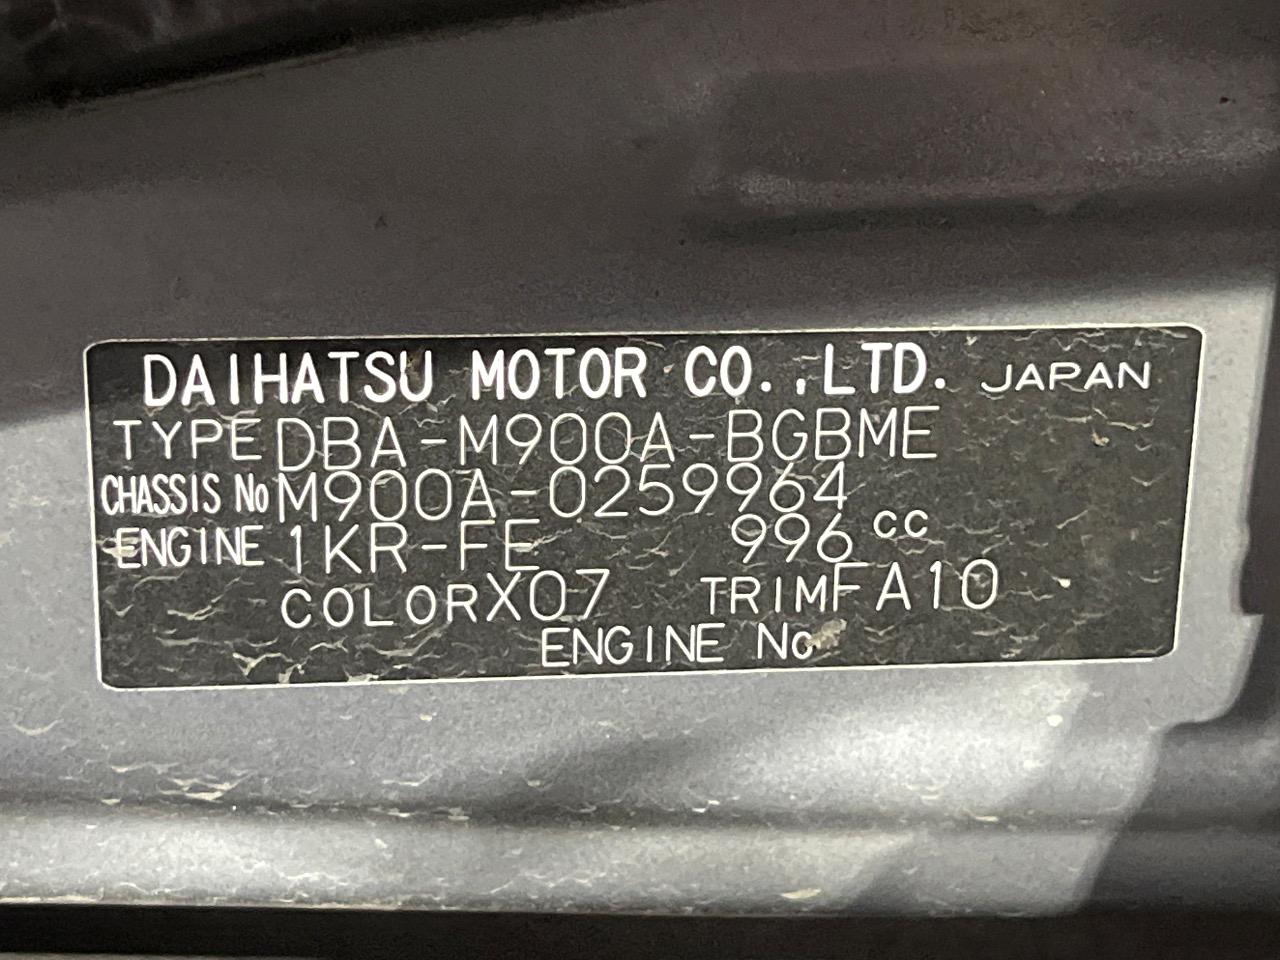 DAIHATSU MOTOR CO.,LTD. JAPAN
TYPE DBA-M900A-BGBME
CHASSIS No M900A-0259964
ENGINE 1KR-FE 996 cc
COLOR X07 TRIM FA10
ENGINE No